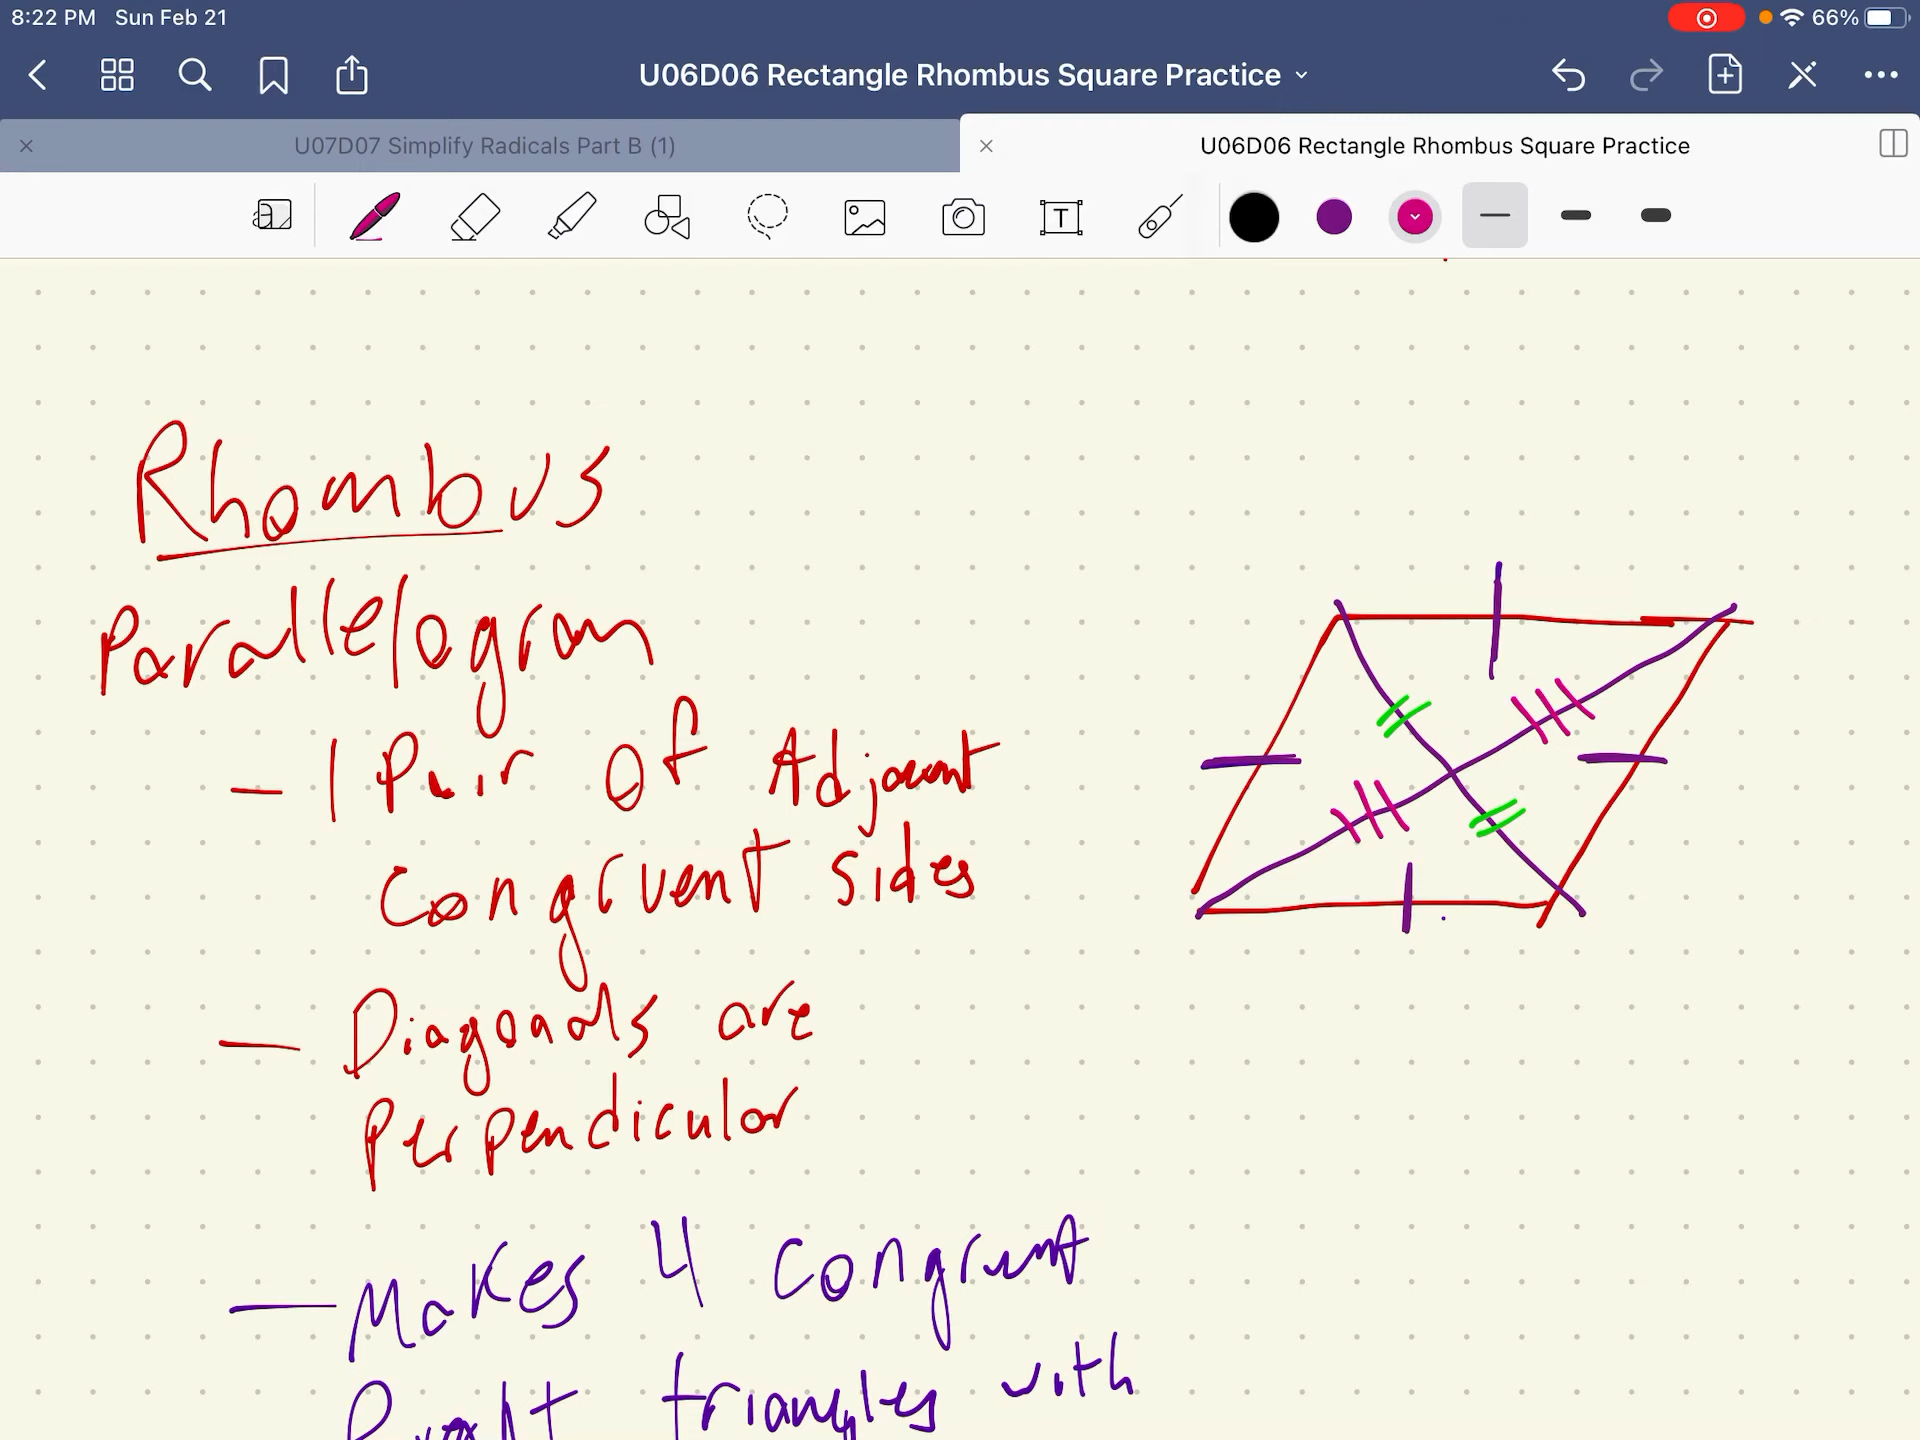 8:22 PM Sun Feb 21
66%
U06D06 Rectangle Rhombus Square Practice
U07D07 Simplify Radicals Part B (1)
U06D06 Rectangle Rhombus Square Practice
Rhombus
Parallelogram
- 1 Pair of Adjacent
Congruent sides
- Diagonals are
Perpendicular
- Makes 4 Congruent
Right triangles with